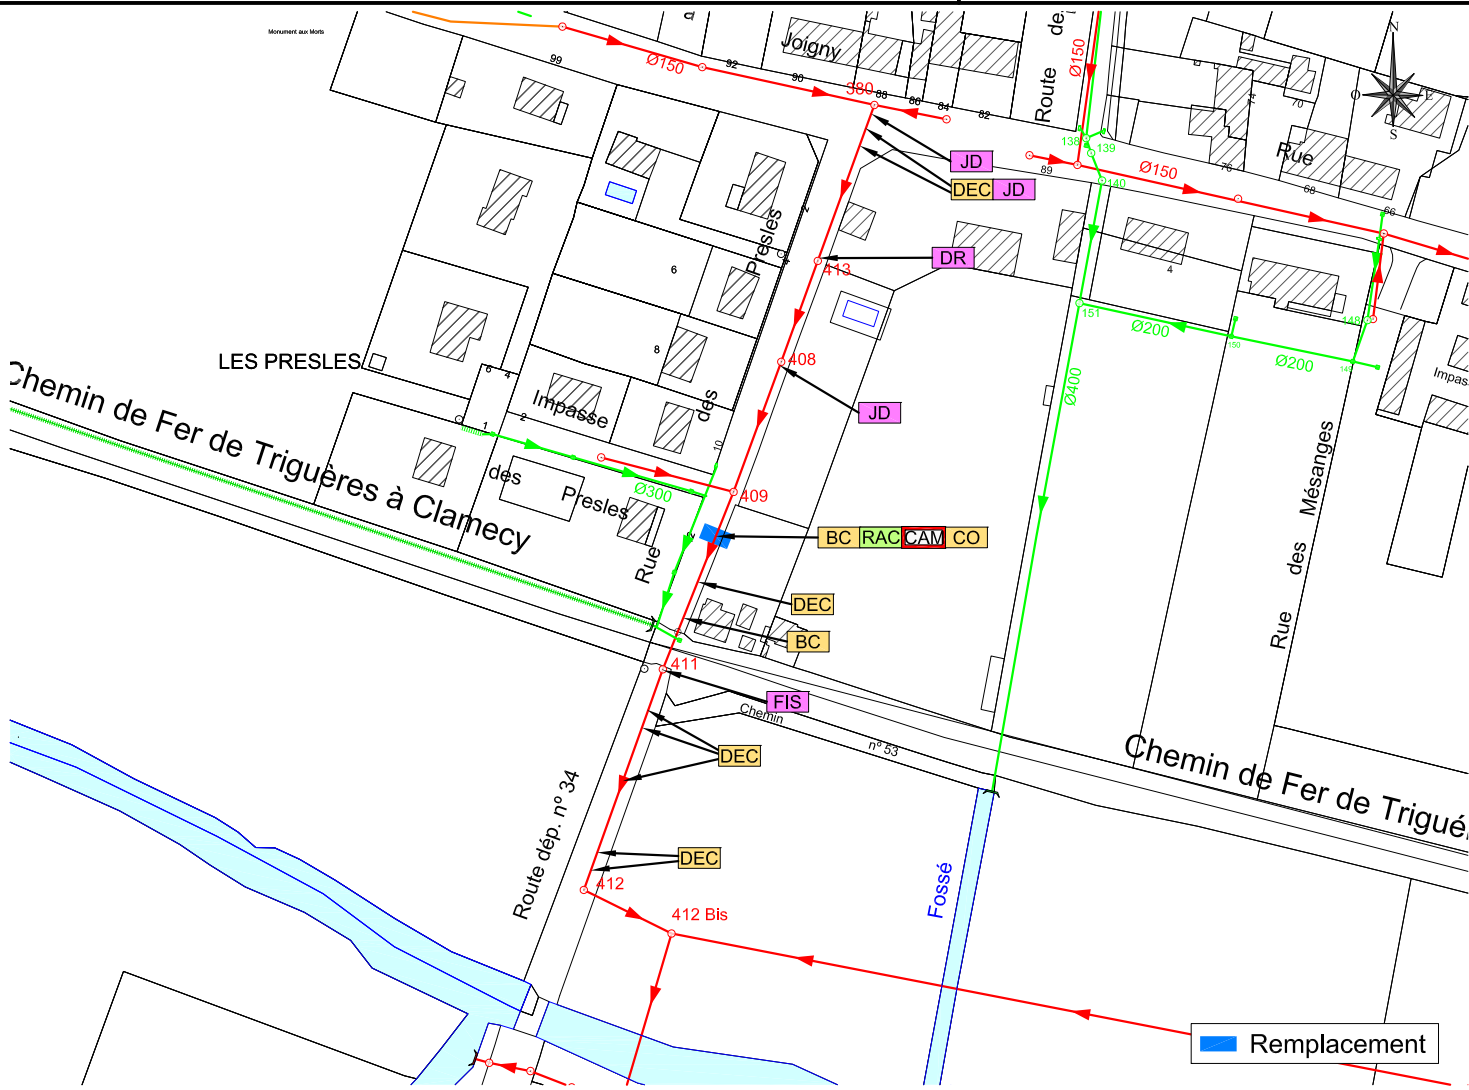 Monument aux Morts
99
Ø150
92
90
Joigny
380
88
86
84
82
Route
de
Ø150
138
139
140
89
Ø150
76
74
70
Rue
68
66
N
O
E
S
JD
DEC JD
DR
413
2
4
Presles
6
8
408
JD
des
10
LES PRESLES
6
4
1
2
Impasse
des
Presles
Ø300
409
Chemin de Fer de Triguères à Clamecy
2
Rue
BC RAC CAM CO
DEC
BC
411
FIS
Chemin
n° 53
DEC
DEC
Route dép. n° 34
412
412 Bis
Fossé
4
151
Ø200
150
Ø200
148
Ø400
Impas
Rue
des
Mésanges
Chemin de Fer de Trigué
Remplacement